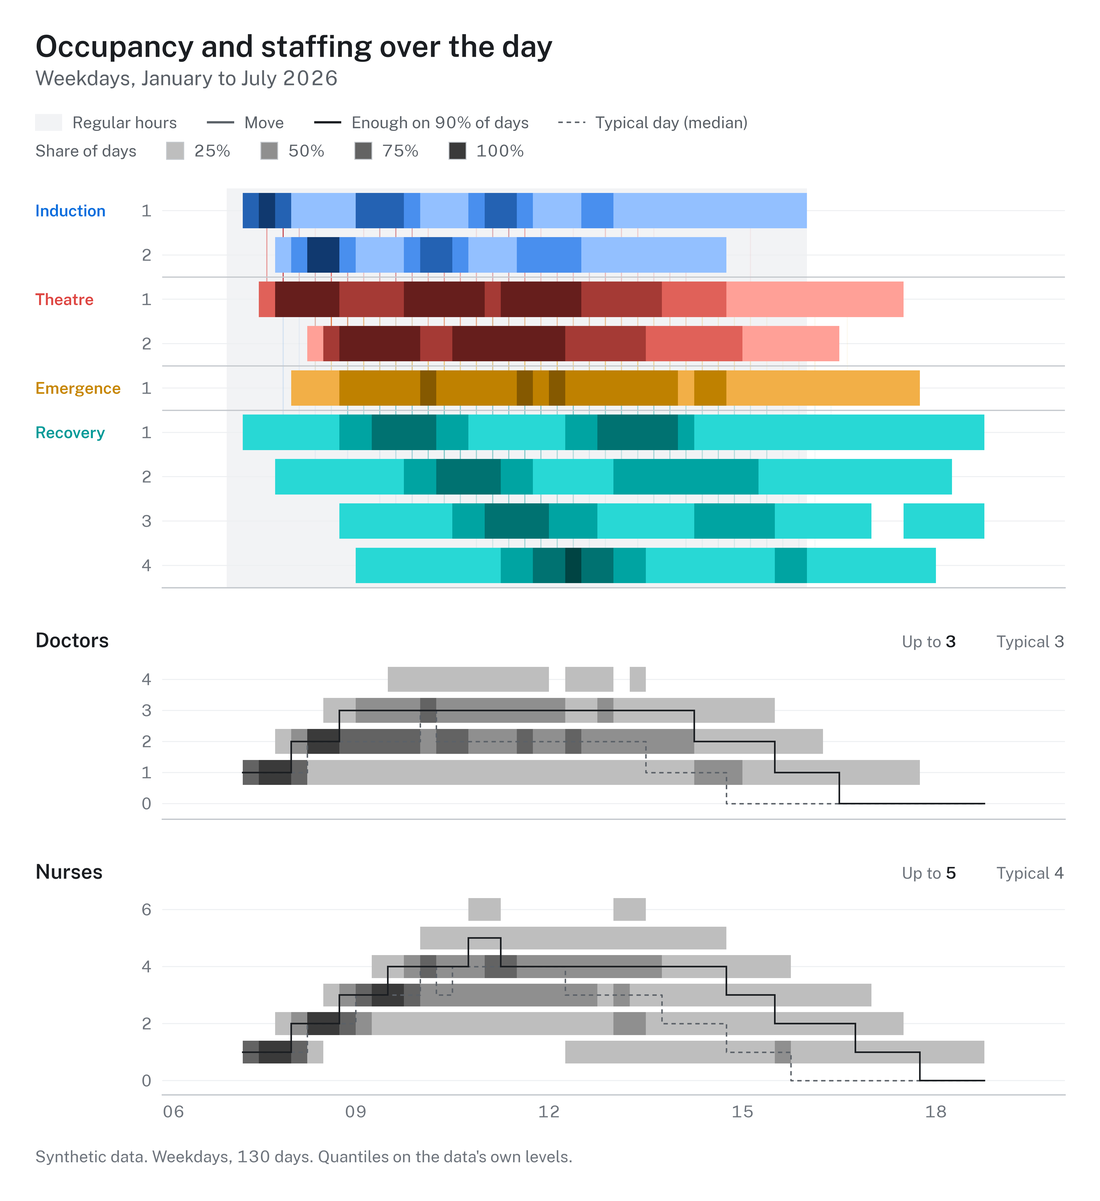 Occupancy and staffing over the day
Weekdays, January to July 2026
Regular hours Move Enough on 90% of days Typical day (median)
Share of days 25% 50% 75% 100%
Induction 1
2
Theatre 1
2
Emergence 1
Recovery 1
2
3
4
Doctors Up to 3 Typical 3
4
3
2
1
0
Nurses Up to 5 Typical 4
6
4
2
0
06 09 12 15 18
Synthetic data. Weekdays, 130 days. Quantiles on the data's own levels.